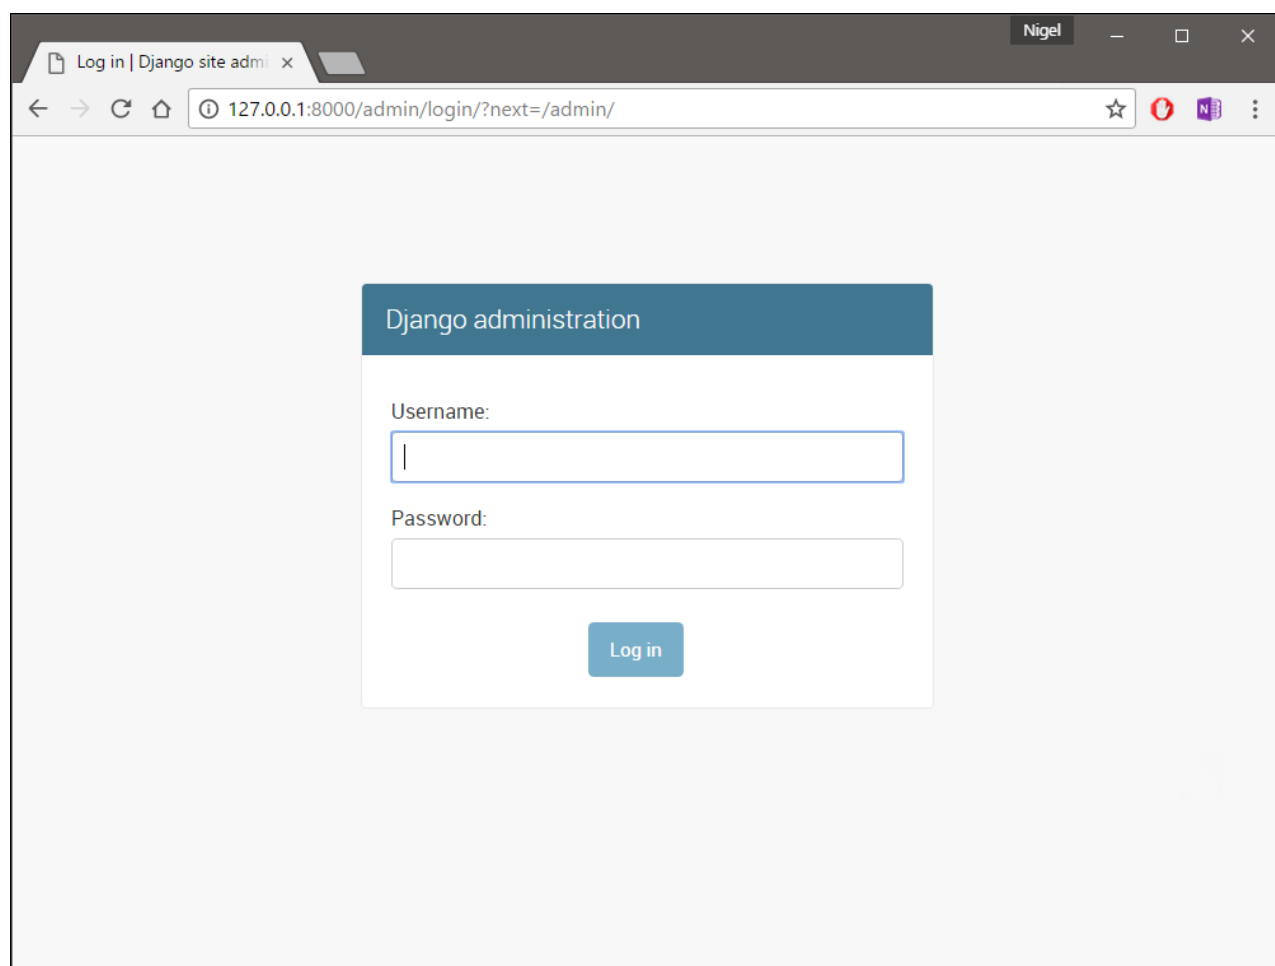 Nigel
Log in | Django site admi
127.0.0.1:8000/admin/login/?next=/admin/
N
Django administration
Username:
Password:
Log in